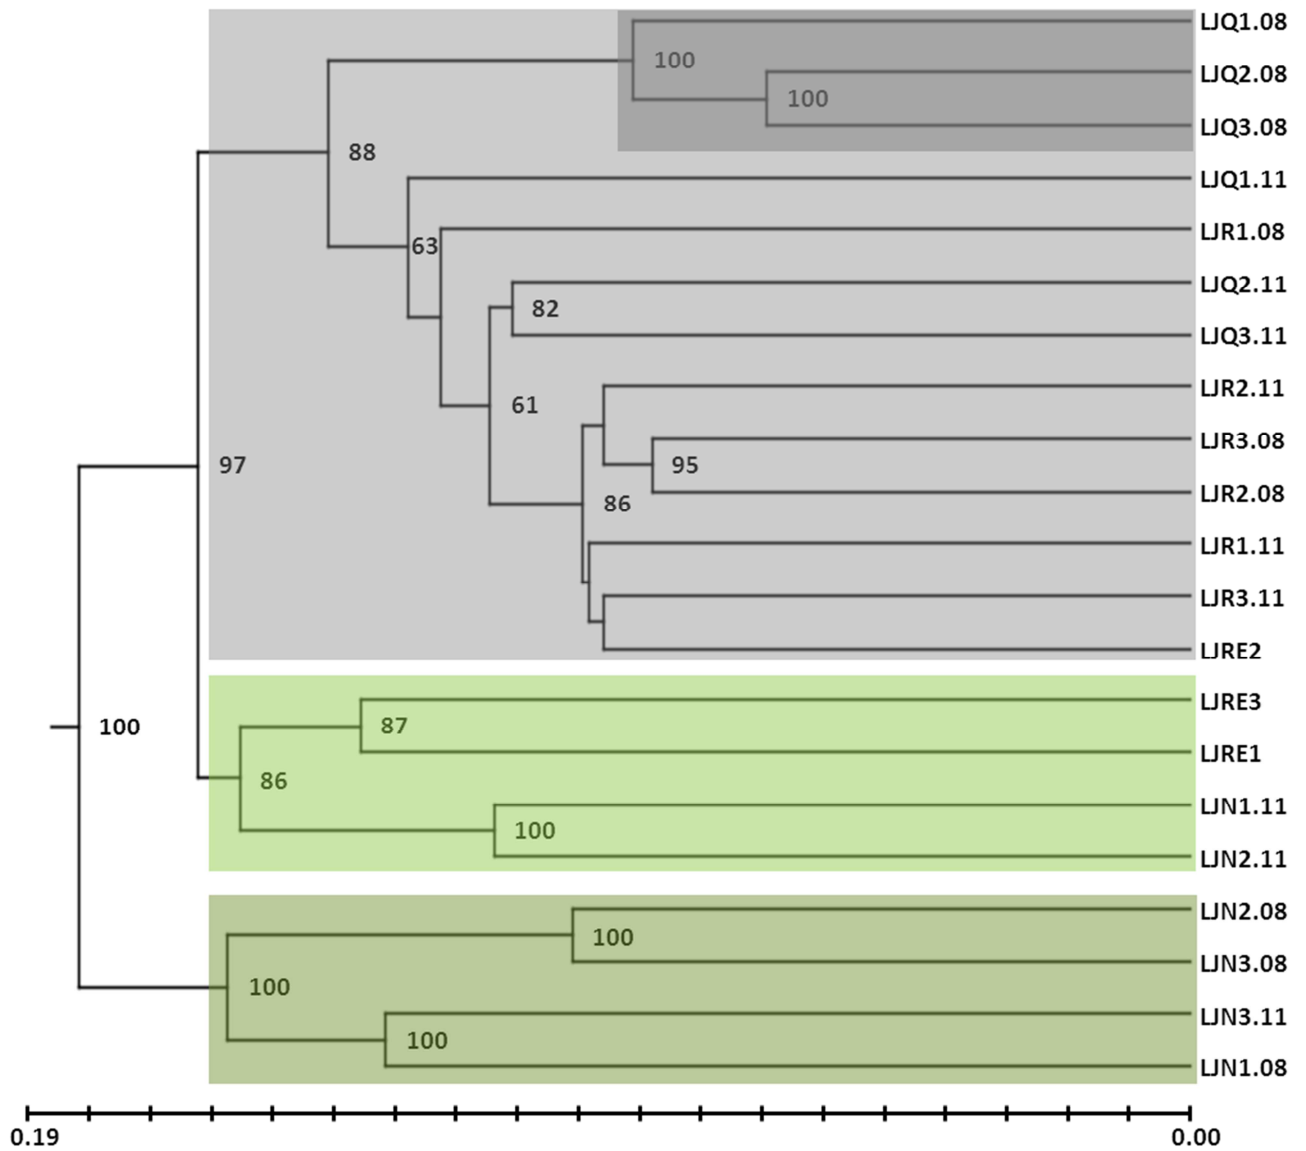 LJQ1.08
100
LJQ2.08
100
LJQ3.08
88
LJQ1.11
LJR1.08
63
LJQ2.11
82
LJQ3.11
LJR2.11
61
LJR3.08
97
95
LJR2.08
86
LJR1.11
LJR3.11
LJRE2
LJRE3
100
87
LJRE1
86
LJN1.11
100
LJN2.11
LJN2.08
100
LJN3.08
100
LJN3.11
100
LJN1.08
0.19
0.00